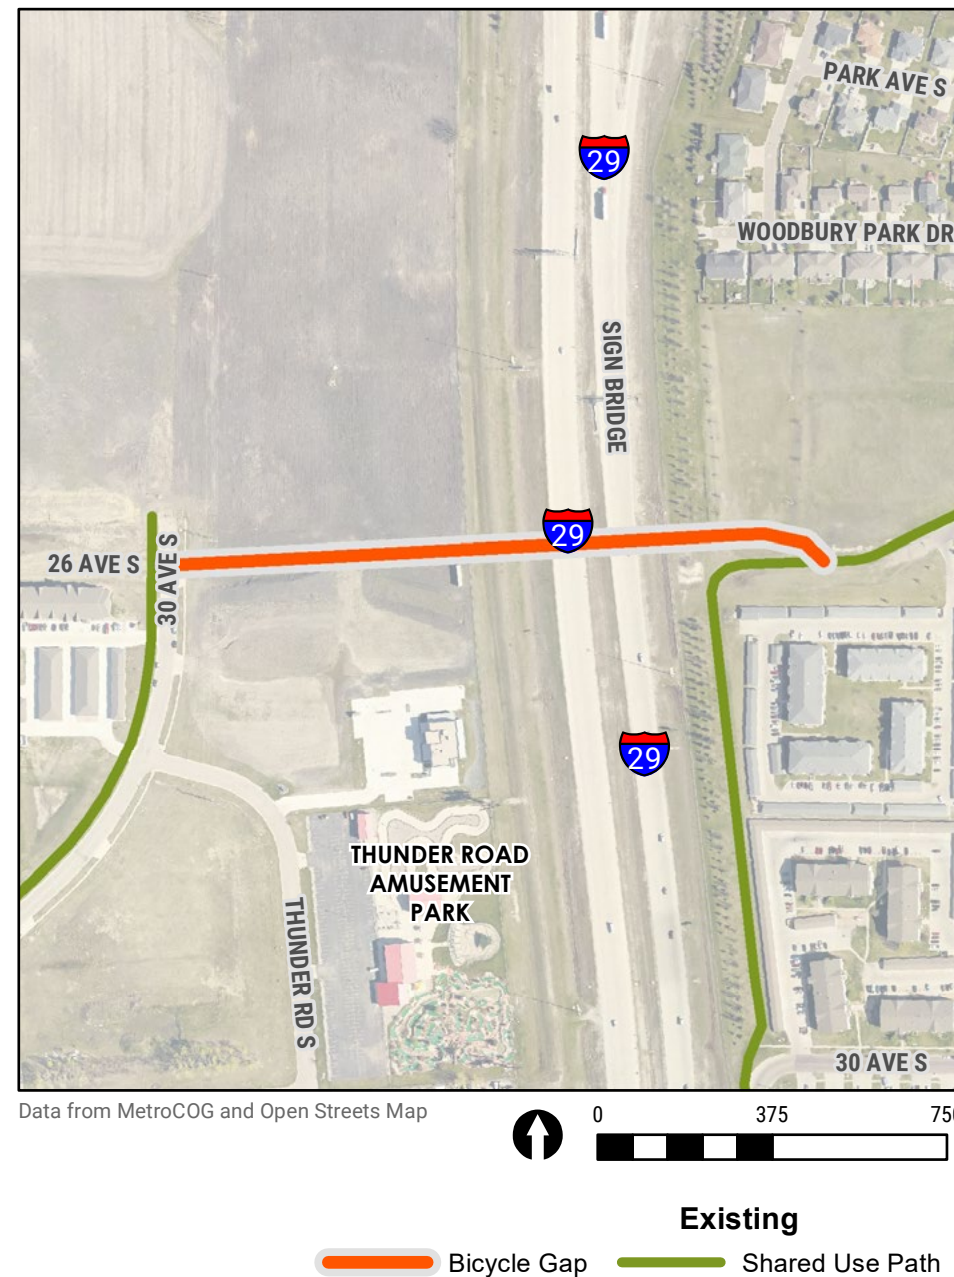 PARK AVE S
29
WOODBURY PARK DR
SIGN BRIDGE
29
26 AVE S
30 AVE S
29
THUNDER ROAD
AMUSEMENT
PARK
THUNDER RD S
30 AVE S
Data from MetroCOG and Open Streets Map
0 375 750
Existing
Bicycle Gap Shared Use Path